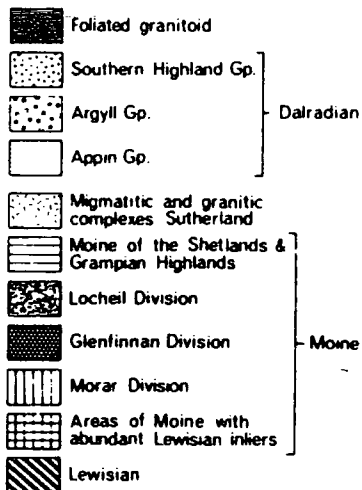 Foliated granitoid
Southern Highland Gp.
Argyll Gp.
Dalradian
Appin Gp.
Migmatitic and granitic
complexes Sutherland
Moine of the Shetlands &
Grampian Highlands
Locheil Division
Glenfinnan Division
Moine
Morar Division
Areas of Moine with
abundant Lewisian inliers
Lewisian